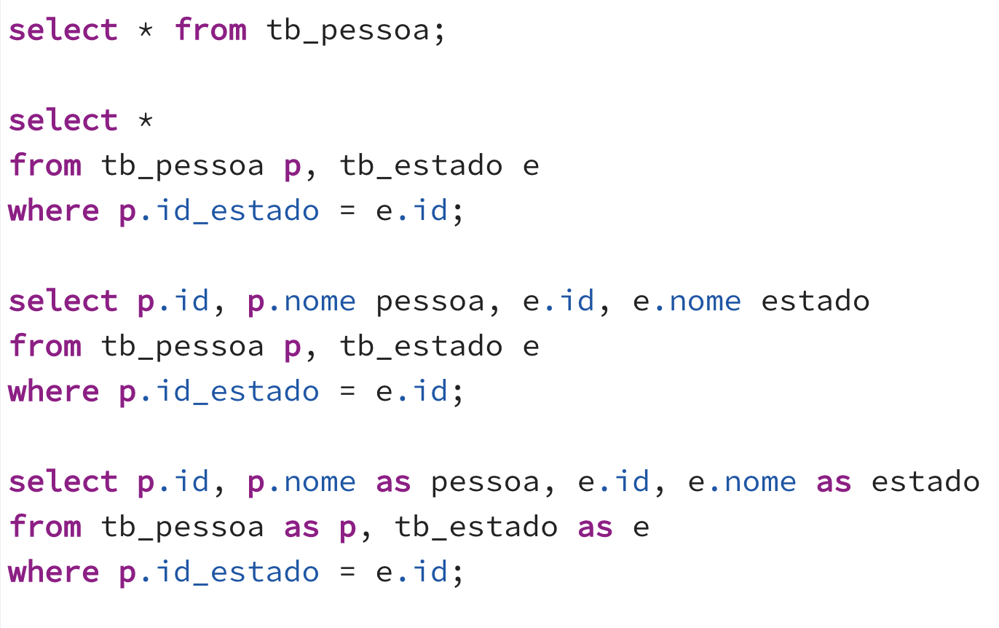 select * from tb_pessoa;
select *
from tb_pessoa p, tb_estado e
where p.id_estado = e.id;
select p.id, p.nome pessoa, e.id, e.nome estado
from tb_pessoa p, tb_estado e
where p.id_estado = e.id;
select p.id, p.nome as pessoa, e.id, e.nome as estado
from tb_pessoa as p, tb_estado as e
where p.id_estado = e.id;